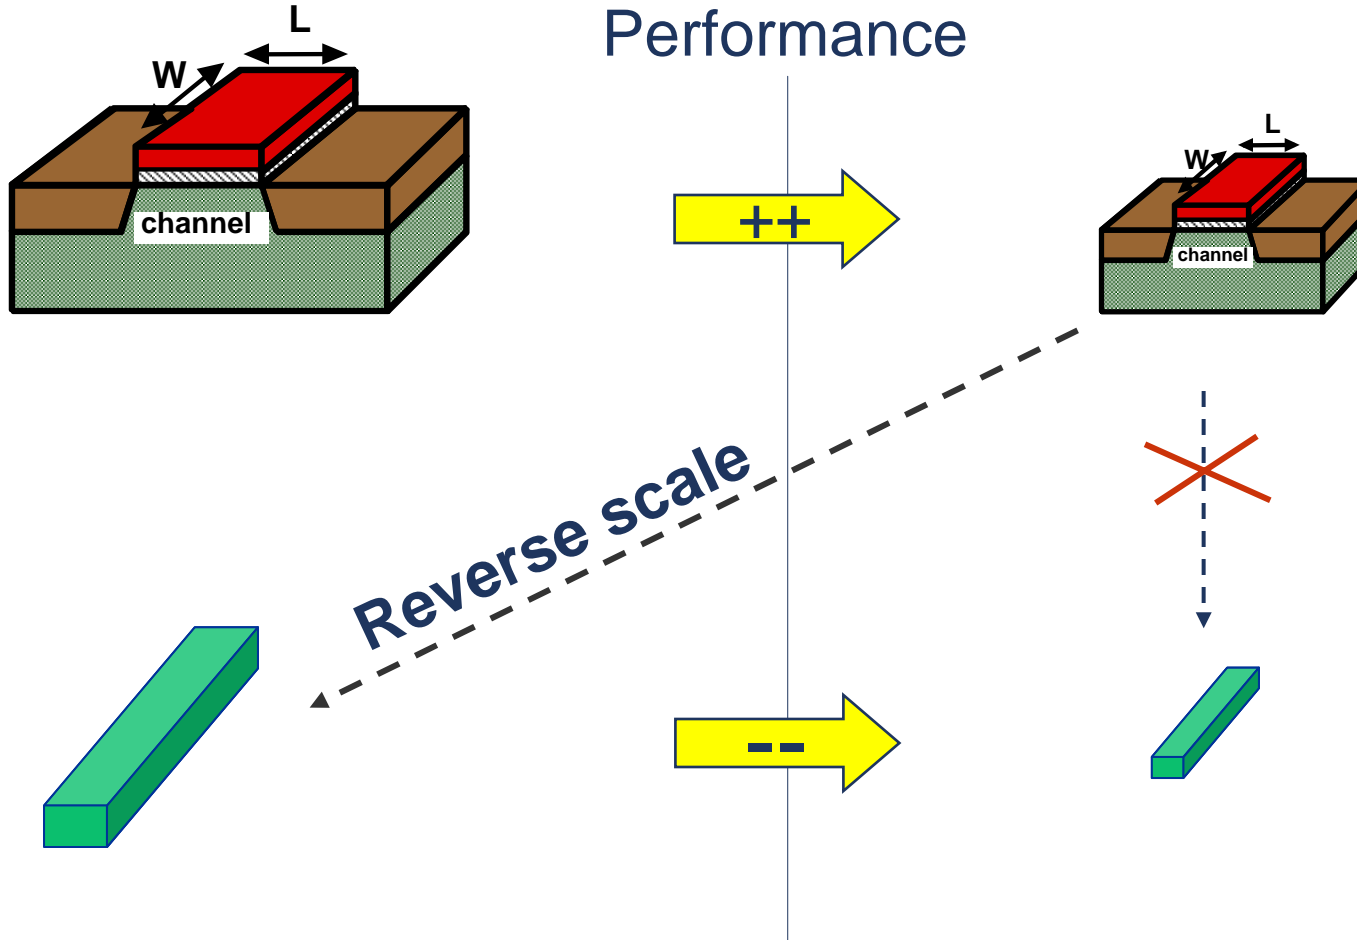 Performance
L
W
channel
++
L
W
channel
Reverse scale
--